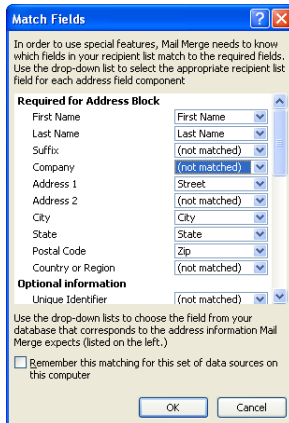 Match Fields
In order to use special features, Mail Merge needs to know
which fields in your recipient list match to the required fields.
Use the drop-down list to select the appropriate recipient list
field for each address field component
Required for Address Block
First Name First Name
Last Name Last Name
Suffix (not matched)
Company (not matched)
Address 1 Street
Address 2 (not matched)
City City
State State
Postal Code Zip
Country or Region (not matched)
Optional information
Unique Identifier (not matched)
Use the drop-down lists to choose the field from your
database that corresponds to the address information Mail
Merge expects (listed on the left.)
Remember this matching for this set of data sources on
this computer
OK Cancel